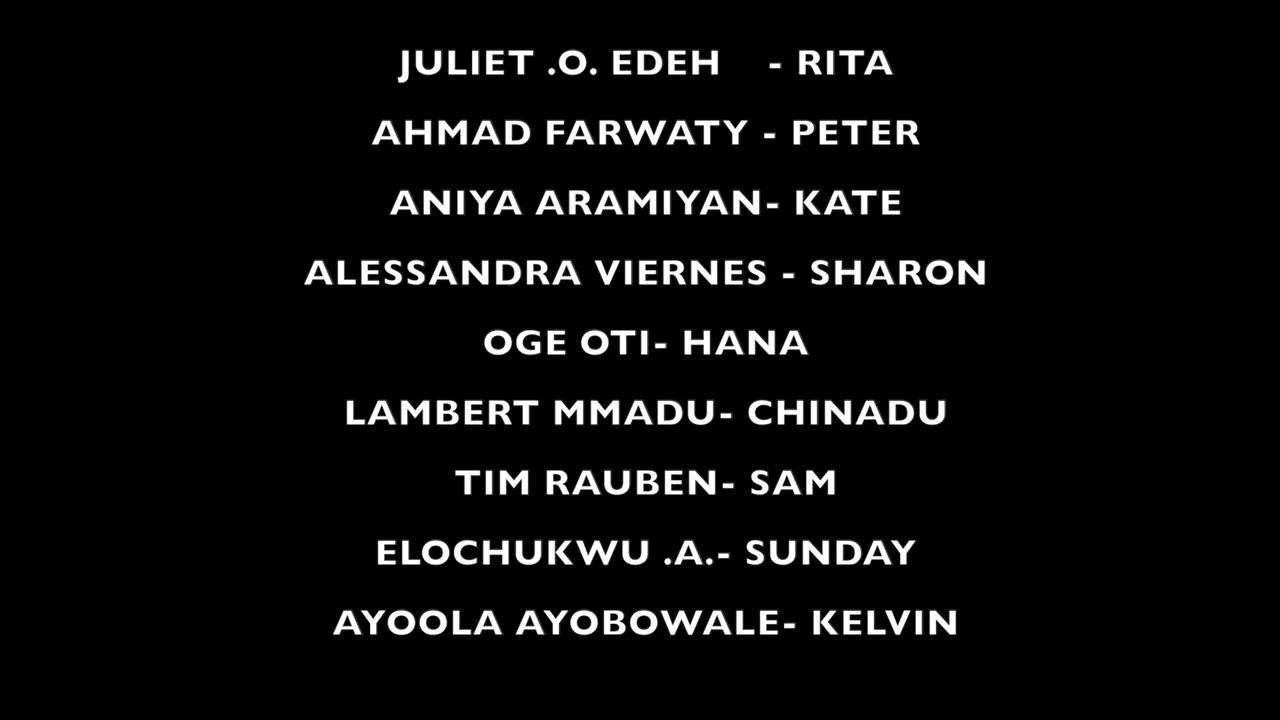 JULIET .O. EDEH - RITA
AHMAD FARWATY - PETER
ANIYA ARAMIYAN- KATE
ALESSANDRA VIERNES - SHARON
OGE OTI- HANA
LAMBERT MMADU- CHINADU
TIM RAUBEN- SAM
ELOCHUKWU .A.- SUNDAY
AYOOLA AYOBOWALE- KELVIN